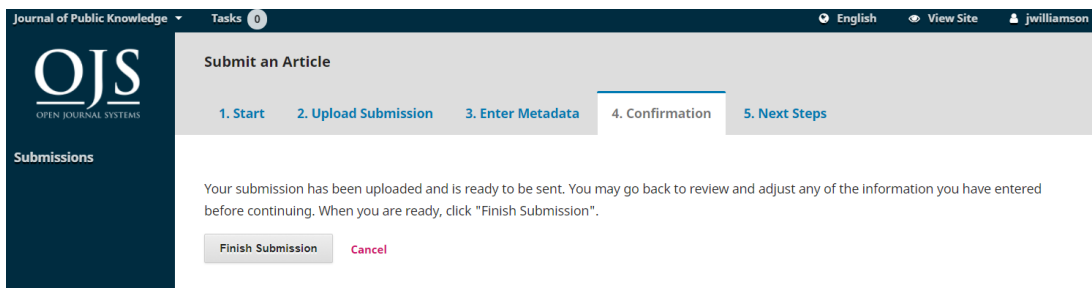 Journal of Public Knowledge Tasks 0 English View Site jwilliamson
OJS
OPEN JOURNAL SYSTEMS
Submissions
Submit an Article
1. Start 2. Upload Submission 3. Enter Metadata 4. Confirmation 5. Next Steps
Your submission has been uploaded and is ready to be sent. You may go back to review and adjust any of the information you have entered
before continuing. When you are ready, click "Finish Submission".
Finish Submission Cancel